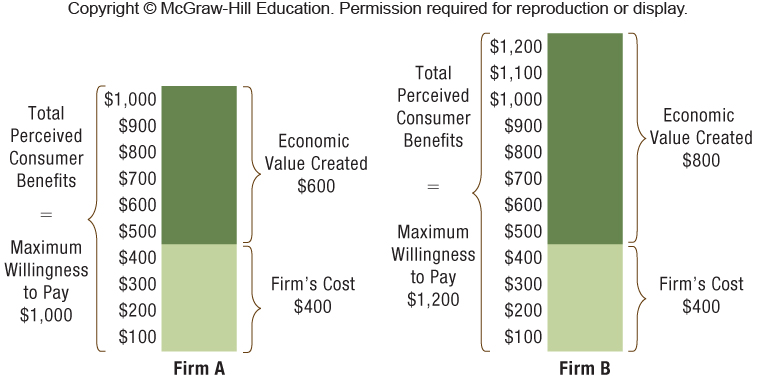 Copyright © McGraw-Hill Education. Permission required for reproduction or display.
Total
Perceived
Consumer
Benefits
=
Maximum
Willingness
to Pay
$1,000
$1,000
$900
$800
$700
$600
$500
$400
$300
$200
$100
Economic
Value Created
$600
Firm's Cost
$400
Firm A
Total
Perceived
Consumer
Benefits
=
Maximum
Willingness
to Pay
$1,200
$1,200
$1,100
$1,000
$900
$800
$700
$600
$500
$400
$300
$200
$100
Economic
Value Created
$800
Firm's Cost
$400
Firm B